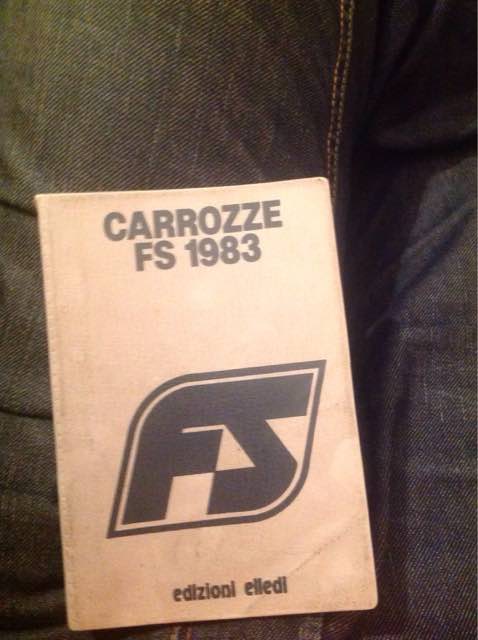 CARROZZE
FS 1983
FS
edizioni elledi